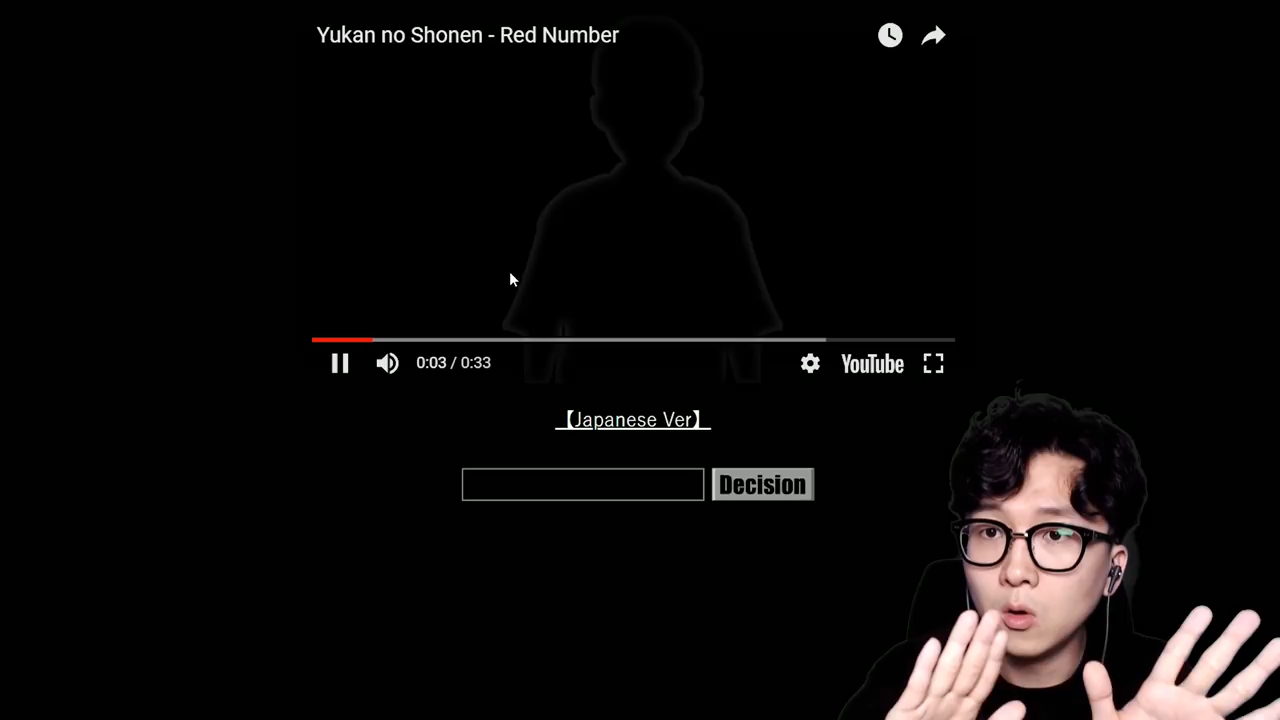 Yukan no Shonen - Red Number
0:03 / 0:33
YouTube
【Japanese Ver】
Decision